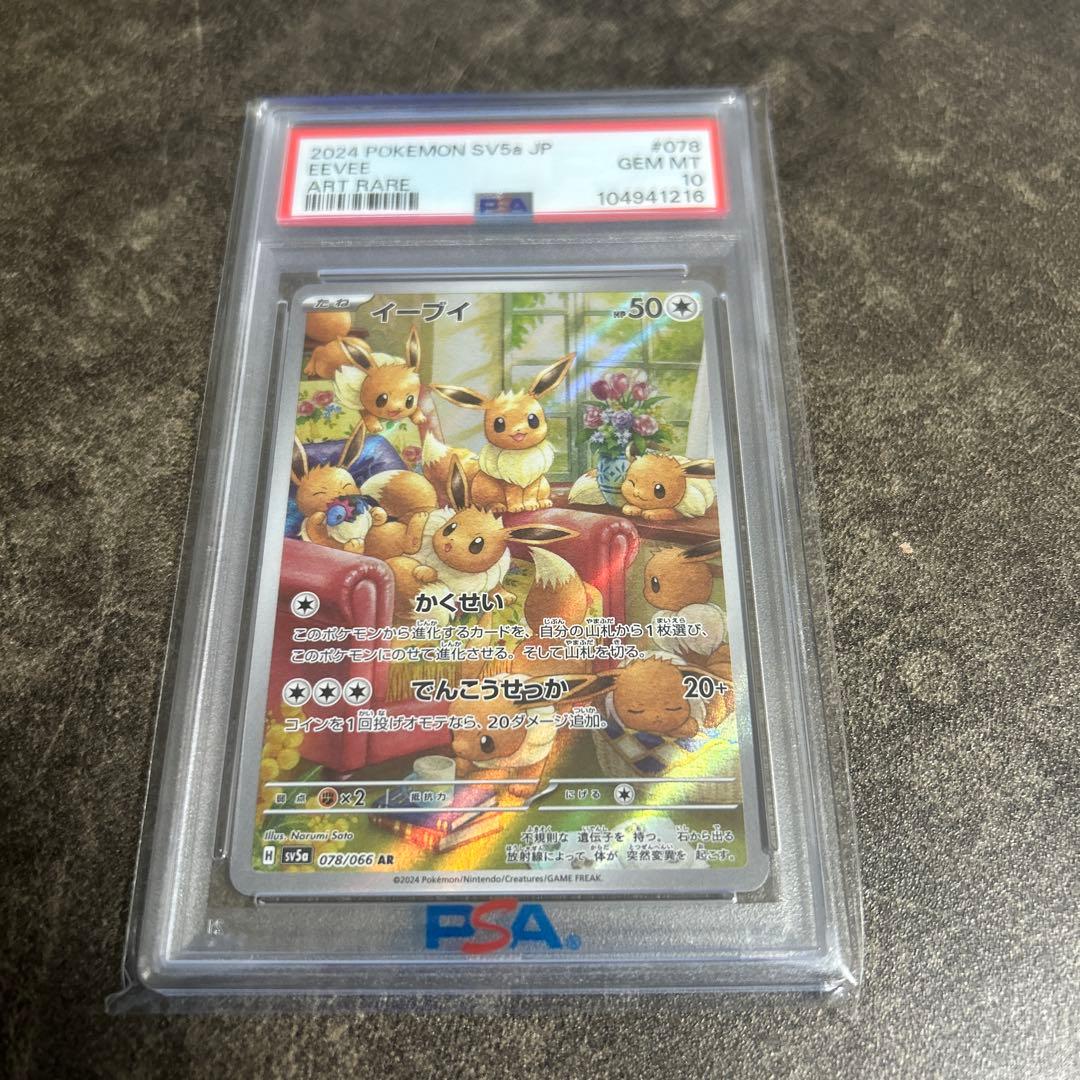 2024 POKEMON SV5a JP #078
EEVEE GEM MT
ART RARE 10
PSA 104941216
たね イーブイ HP50
かくせい
このポケモンから進化するカードを、自分の山札から1枚選び、
このポケモンにのせて進化させる。そして山札を切る。
でんこうせっか 20+
コインを1回投げオモテなら、20ダメージ追加。
弱点 ×2 抵抗力 にげる
Illus. Narumi Sato
不規則な 遺伝子を 持つ。 石から出る
放射線によって 体が 突然変異を 起こす。
H sv5a 078/066 AR
©2024 Pokémon/Nintendo/Creatures/GAME FREAK.
PSA®